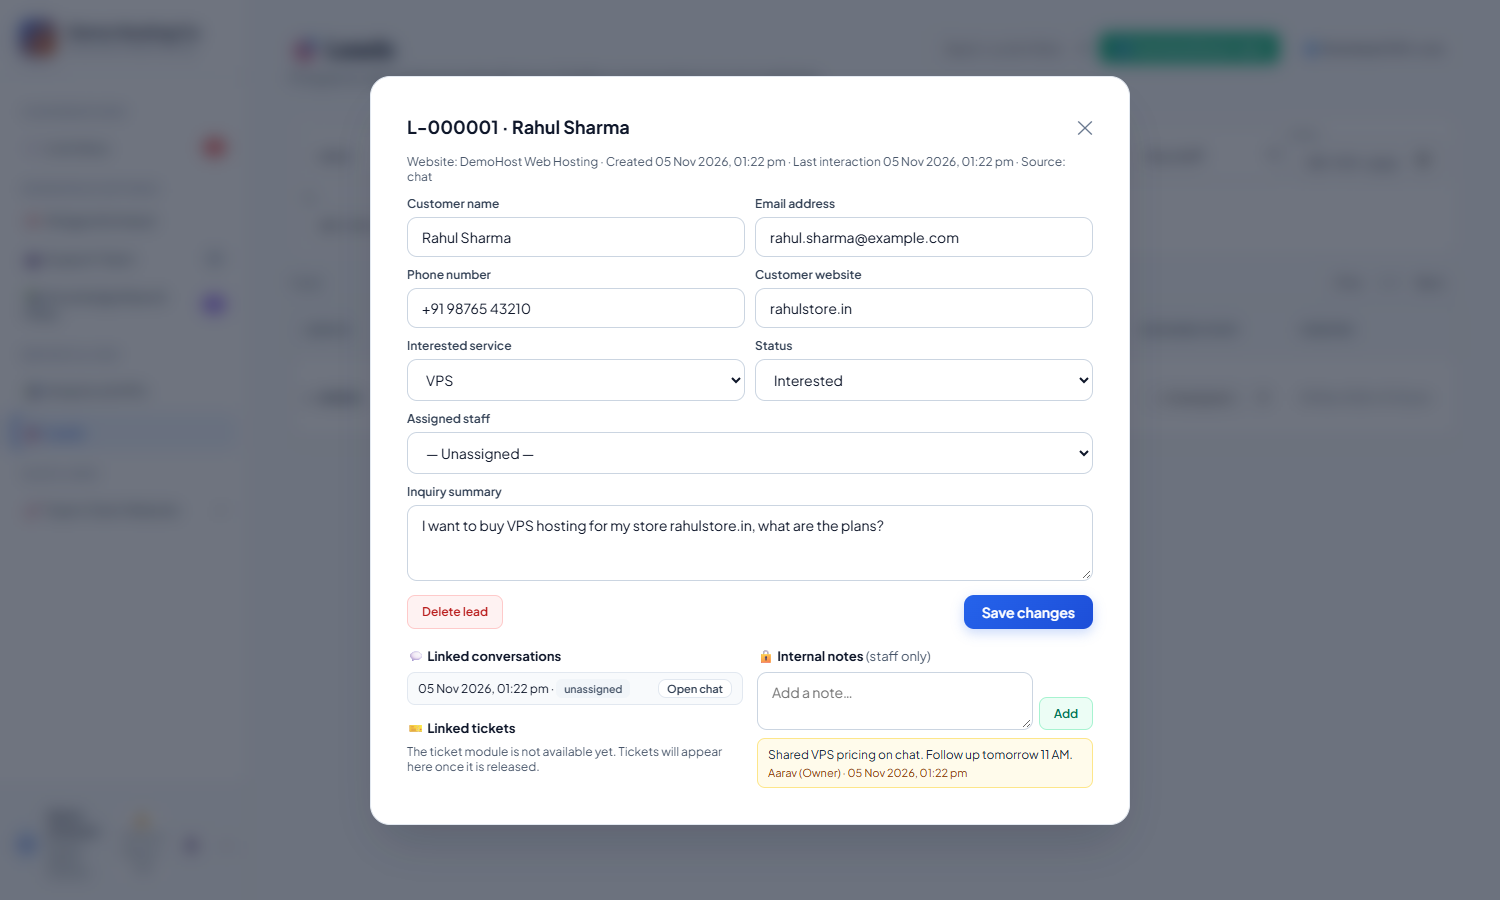 L-000001 · Rahul Sharma
Website: DemoHost Web Hosting · Created 05 Nov 2026, 01:22 pm · Last interaction 05 Nov 2026, 01:22 pm · Source:
chat
Customer name
Email address
Rahul Sharma
rahul.sharma@example.com
Phone number
Customer website
+91 98765 43210
rahulstore.in
Interested service
Status
VPS
Interested
Assigned staff
— Unassigned —
Inquiry summary
I want to buy VPS hosting for my store rahulstore.in, what are the plans?
Delete lead
Save changes
Linked conversations
05 Nov 2026, 01:22 pm · unassigned
Open chat
Linked tickets
The ticket module is not available yet. Tickets will appear
here once it is released.
Internal notes (staff only)
Add a note…
Add
Shared VPS pricing on chat. Follow up tomorrow 11 AM.
Aarav (Owner) · 05 Nov 2026, 01:22 pm